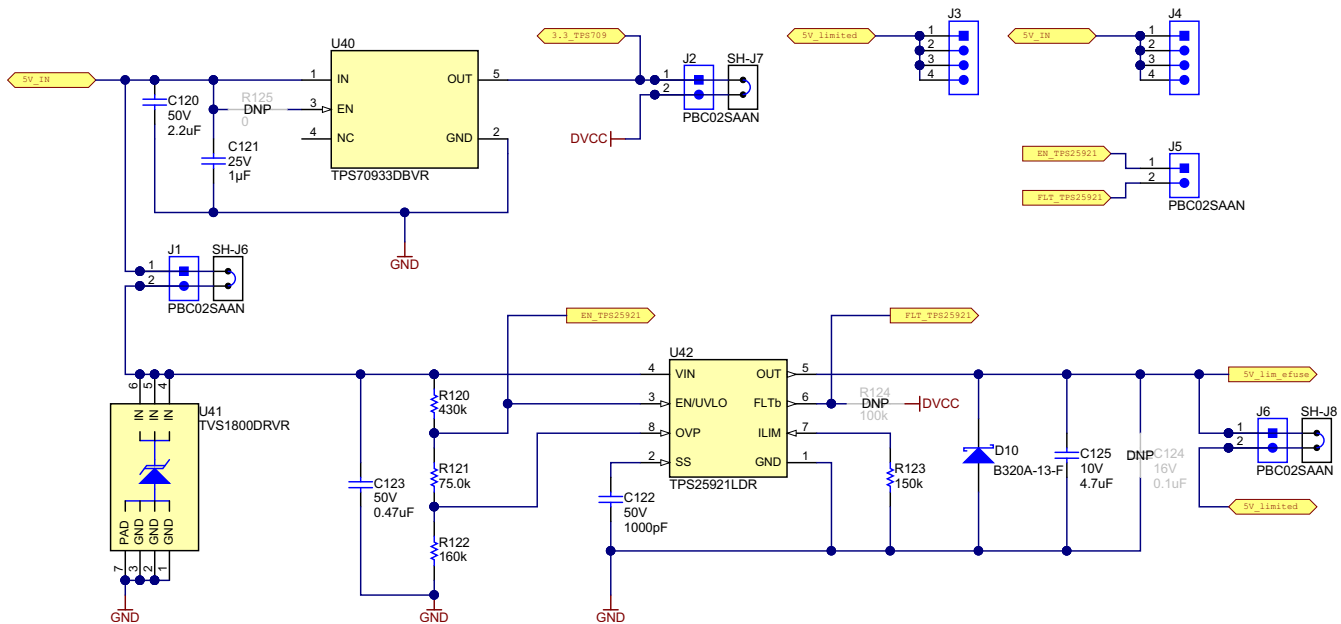 U40
3.3_TPS709
5V_limited
J3
1
2
3
4
5V_IN
J4
1
2
3
4
5V_IN
C120
50V
2.2uF
R125
DNP
0
C121
25V
1µF
1
IN
3
EN
4
NC
OUT
5
GND
2
TPS70933DBVR
J2
1
2
SH-J7
PBC02SAAN
DVCC
GND
EN_TPS25921
FLT_TPS25921
J5
1
2
PBC02SAAN
J1
1
2
SH-J6
PBC02SAAN
EN_TPS25921
FLT_TPS25921
U41
TVS1800DRVR
6
5
4
IN
IN
IN
PAD
GND
GND
GND
7
3
2
1
GND
C123
50V
0.47uF
R120
430k
R121
75.0k
R122
160k
GND
U42
4
VIN
3
EN/UVLO
8
OVP
2
SS
OUT
5
FLTb
6
ILIM
7
GND
1
TPS25921LDR
C122
50V
1000pF
GND
R124
DNP
100k
DVCC
R123
150k
D10
B320A-13-F
C125
10V
4.7uF
DNP
C124
16V
0.1uF
5V_lim_efuse
J6
1
2
SH-J8
PBC02SAAN
5V_limited